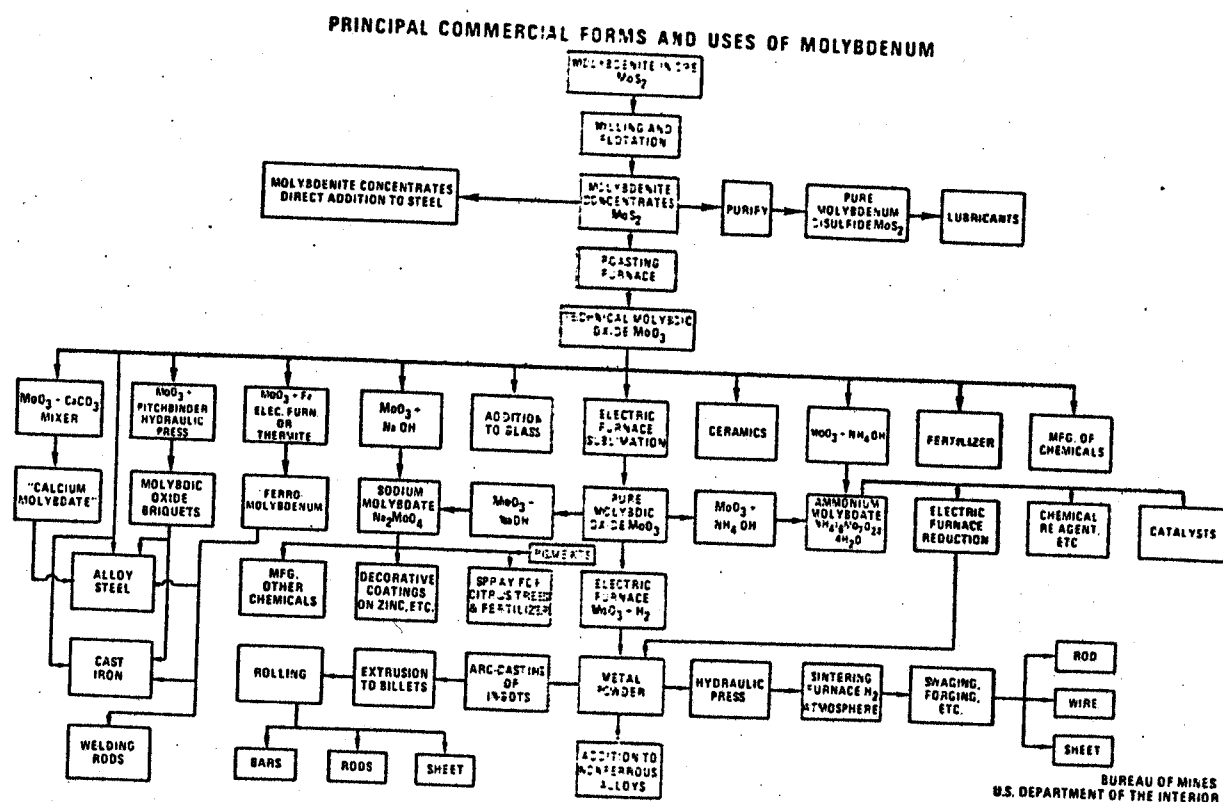 PRINCIPAL COMMERCIAL FORMS AND USES OF MOLYBDENUM
MOLYBDENITE IN ORE
MoS2
MILLING AND
FLOTATION
MOLYBDENITE CONCENTRATES
DIRECT ADDITION TO STEEL
MOLYBDENITE
CONCENTRATES
MoS2
PURIFY
PURE
MOLYBDENUM
DISULFIDE MoS2
LUBRICANTS
ROASTING
FURNACE
TECHNICAL MOLYBDIC
OXIDE MoO3
MoO3 - CaCO3
MIXER
MoO3 +
PITCHBINDER
HYDRAULIC
PRESS
MoO3 + Fe
ELEC. FURN.
OR
THERMITE
MoO3 +
NaOH
ADDITION
TO GLASS
ELECTRIC
FURNACE
SUBLIMATION
CERAMICS
MoO3 + NH4OH
FERTILIZER
MFG. OF
CHEMICALS
"CALCIUM
MOLYBDATE"
MOLYBDIC
OXIDE
BRIQUETS
"FERRO-
MOLYBDENUM
SODIUM
MOLYBDATE
Na2MoO4
MoO3 -
NaOH
PURE
MOLYBDIC
OXIDE MoO3
MoO3 +
NH4OH
AMMONIUM
MOLYBDATE
4H2O
ELECTRIC
FURNACE
REDUCTION
CHEMICAL
REAGENT,
ETC
CATALYSTS
PIGMENTS
ALLOY
STEEL
MFG.
OTHER
CHEMICALS
DECORATIVE
COATINGS
ON ZINC, ETC.
SPRAY FOR
CITRUS TREES
& FERTILIZER
ELECTRIC
FURNACE
MoO3 - H2
CAST
IRON
ROLLING
EXTRUSION
TO BILLETS
ARC-CASTING
OF
INGOTS
METAL
POWDER
HYDRAULIC
PRESS
SINTERING
FURNACE H2
ATMOSPHERE
SWAGING,
FORGING,
ETC.
ROD
WIRE
SHEET
WELDING
RODS
BARS
RODS
SHEET
ADDITION TO
NONFERROUS
ALLOYS
BUREAU OF MINES
U.S. DEPARTMENT OF THE INTERIOR